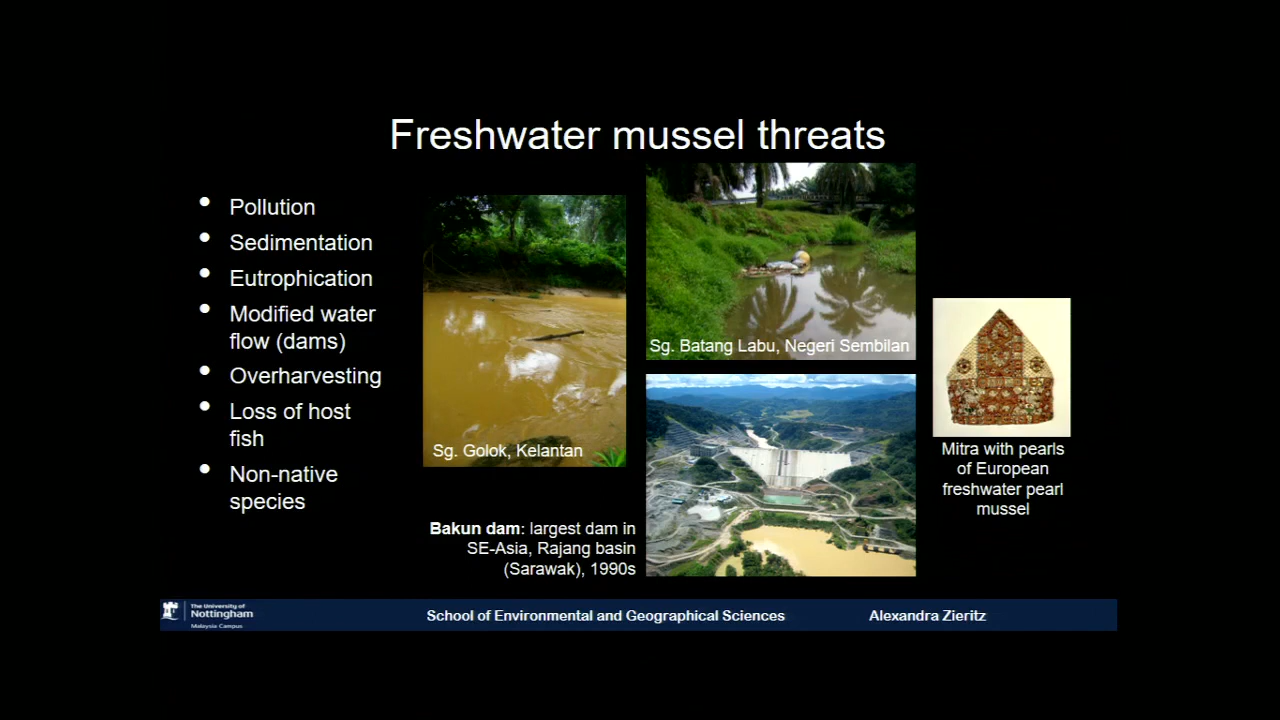 Freshwater mussel threats
• Pollution
• Sedimentation
• Eutrophication
• Modified water
flow (dams)
• Overharvesting
• Loss of host
fish
• Non-native
species
Sg. Golok, Kelantan
Sg. Batang Labu, Negeri Sembilan
Bakun dam: largest dam in
SE-Asia, Rajang basin
(Sarawak), 1990s
Mitra with pearls
of European
freshwater pearl
mussel
The University of
Nottingham
Malaysia Campus
School of Environmental and Geographical Sciences
Alexandra Zieritz